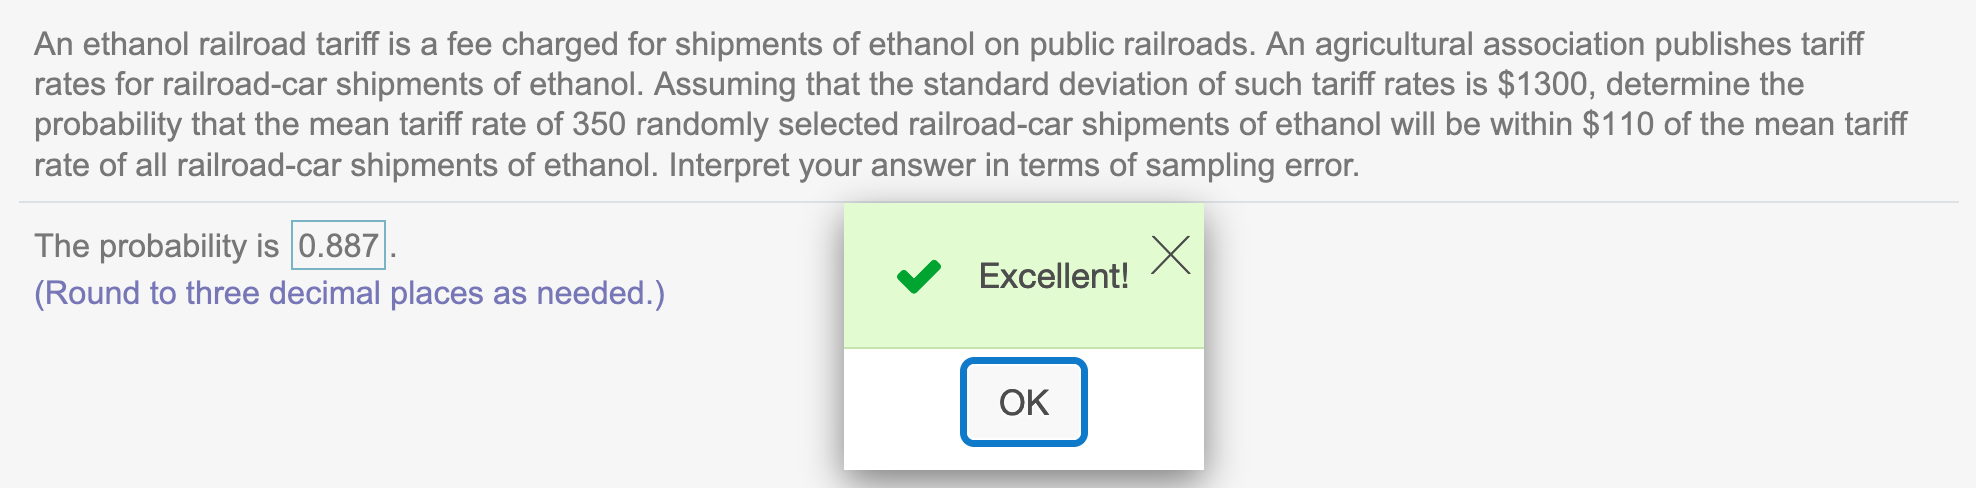 An ethanol railroad tariff is a fee charged for shipments of ethanol on public railroads. An agricultural association publishes tariff
rates for railroad-car shipments of ethanol. Assuming that the standard deviation of such tariff rates is $1300, determine the
probability that the mean tariff rate of 350 randomly selected railroad-car shipments of ethanol will be within $110 of the mean tariff
rate of all railroad-car shipments of ethanol. Interpret your answer in terms of sampling error.
The probability is 0.887.
(Round to three decimal places as needed.)
Excellent!
OK